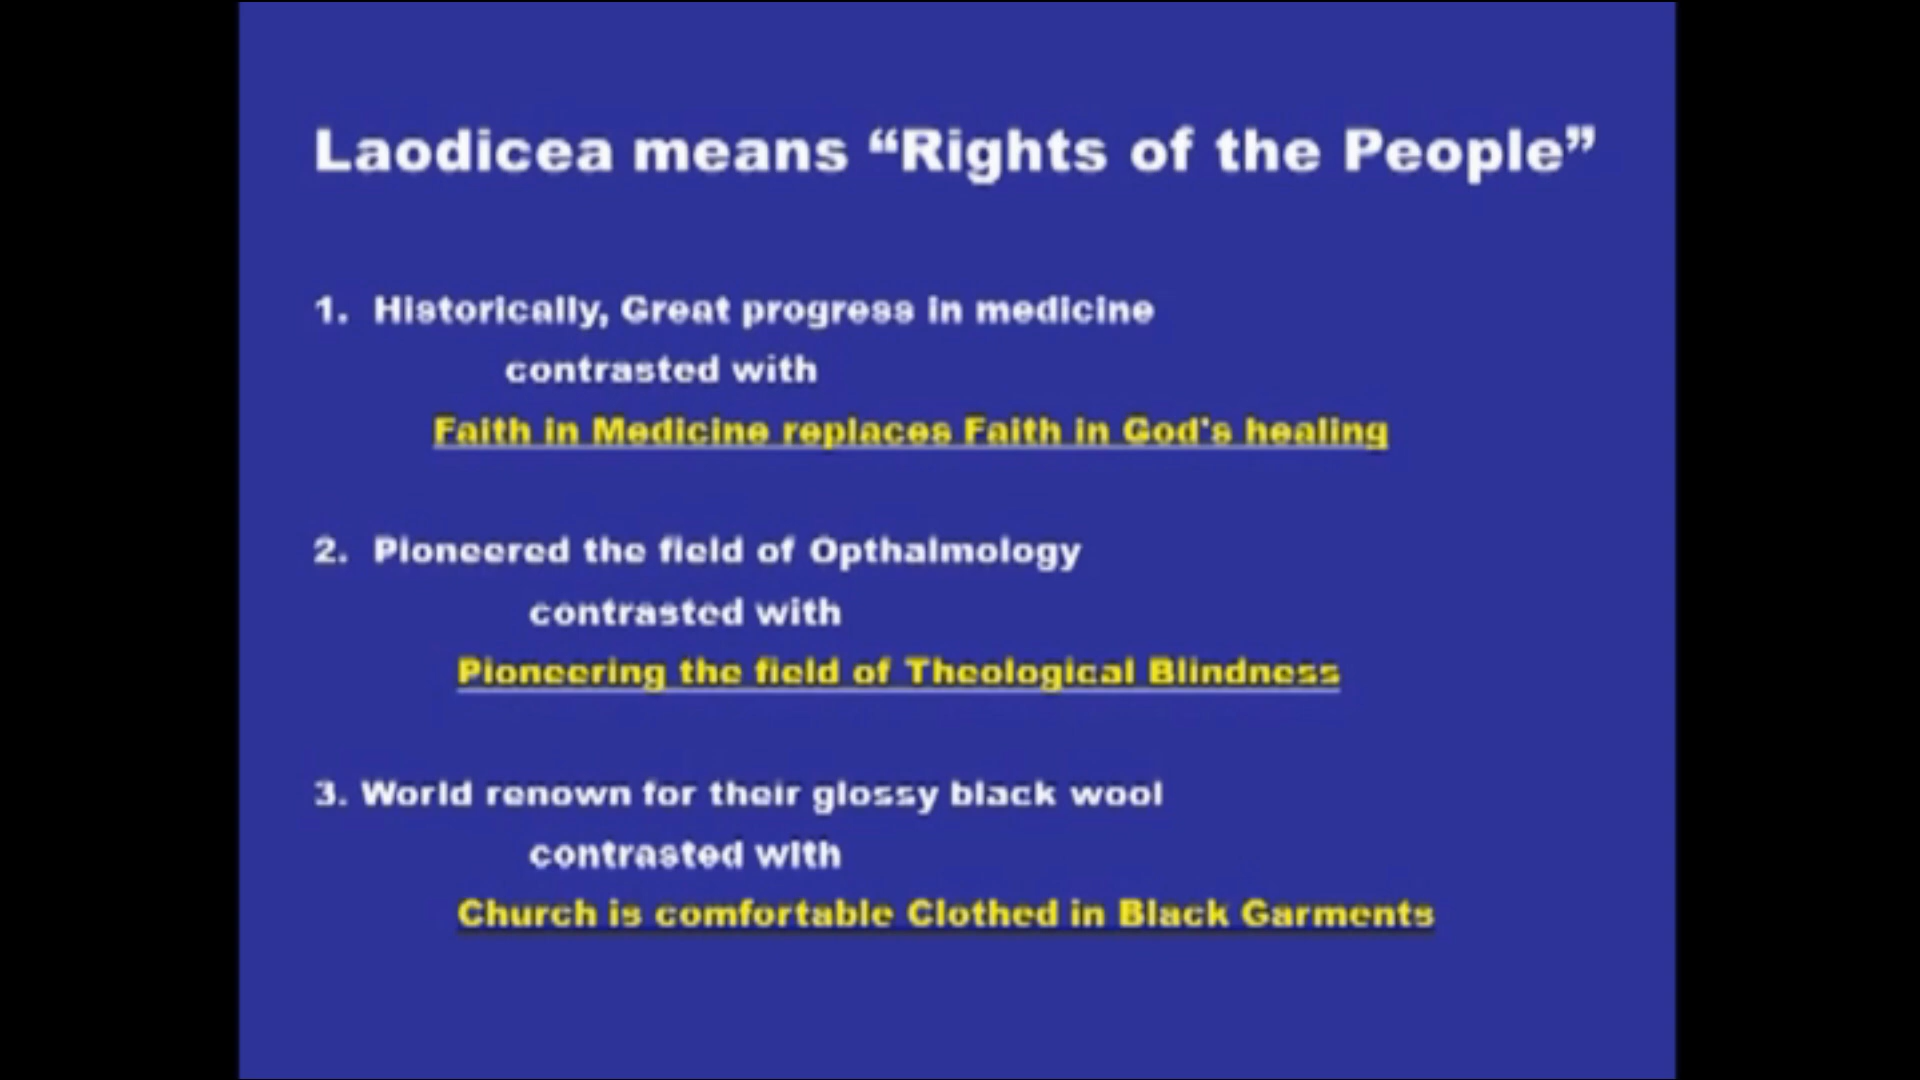 Laodicea means “Rights of the People”
1. Historically, Great progress in medicine
contrasted with
Faith in Medicine replaces Faith in God's healing
2. Pioneered the field of Opthalmology
contrasted with
Pioneering the field of Theological Blindness
3. World renown for their glossy black wool
contrasted with
Church is comfortable Clothed in Black Garments